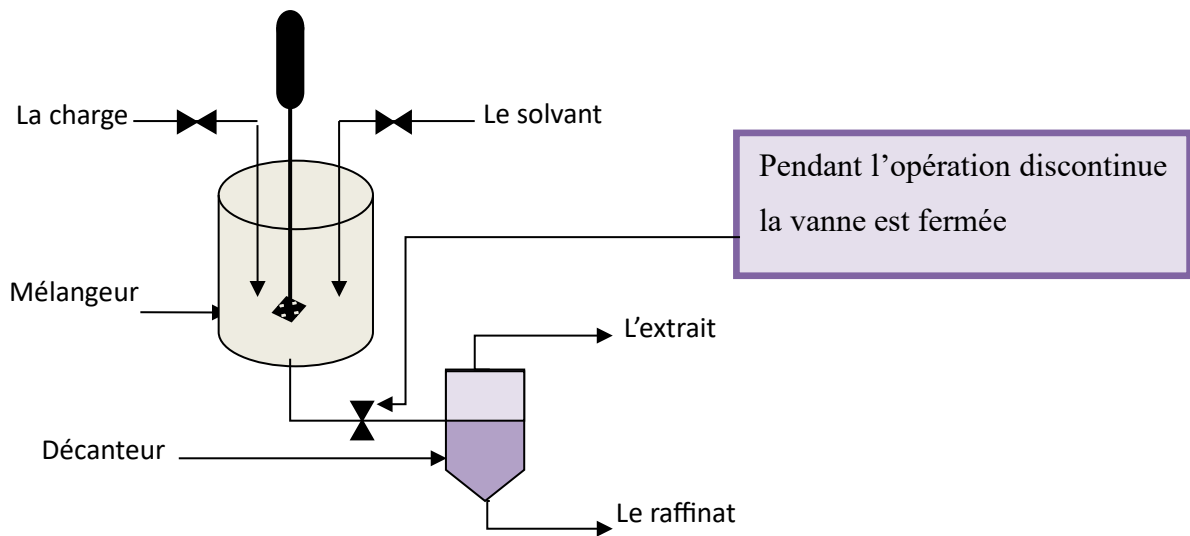 La charge
Le solvant
Pendant l’opération discontinue
la vanne est fermée
Mélangeur
L’extrait
Décanteur
Le raffinat